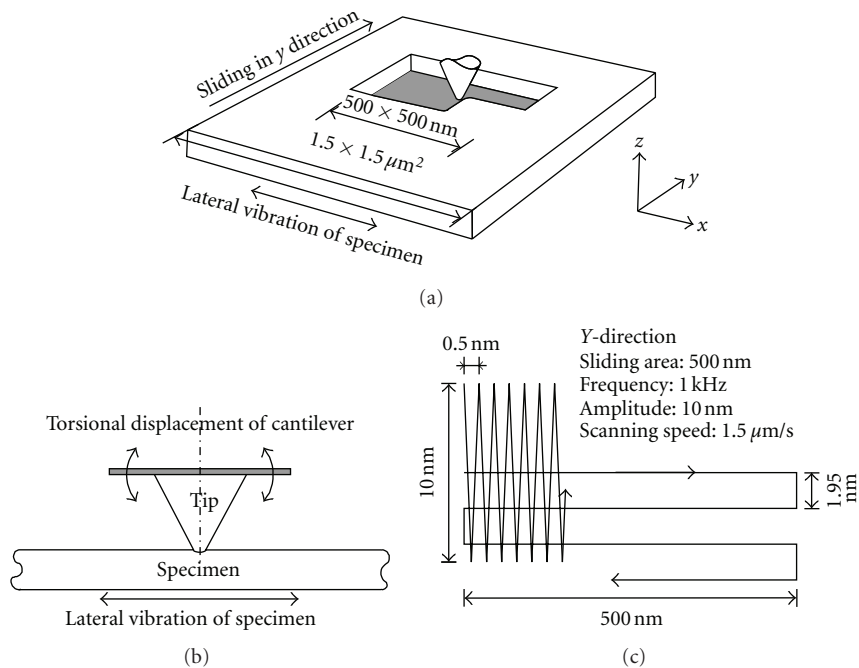 Sliding in y direction
500 × 500 nm
1.5 × 1.5 μm²
Lateral vibration of specimen
z
y
x
(a)
Torsional displacement of cantilever
Tip
Specimen
Lateral vibration of specimen
(b)
0.5 nm
Y-direction
Sliding area: 500 nm
Frequency: 1 kHz
Amplitude: 10 nm
Scanning speed: 1.5 μm/s
10 nm
1.95
nm
500 nm
(c)